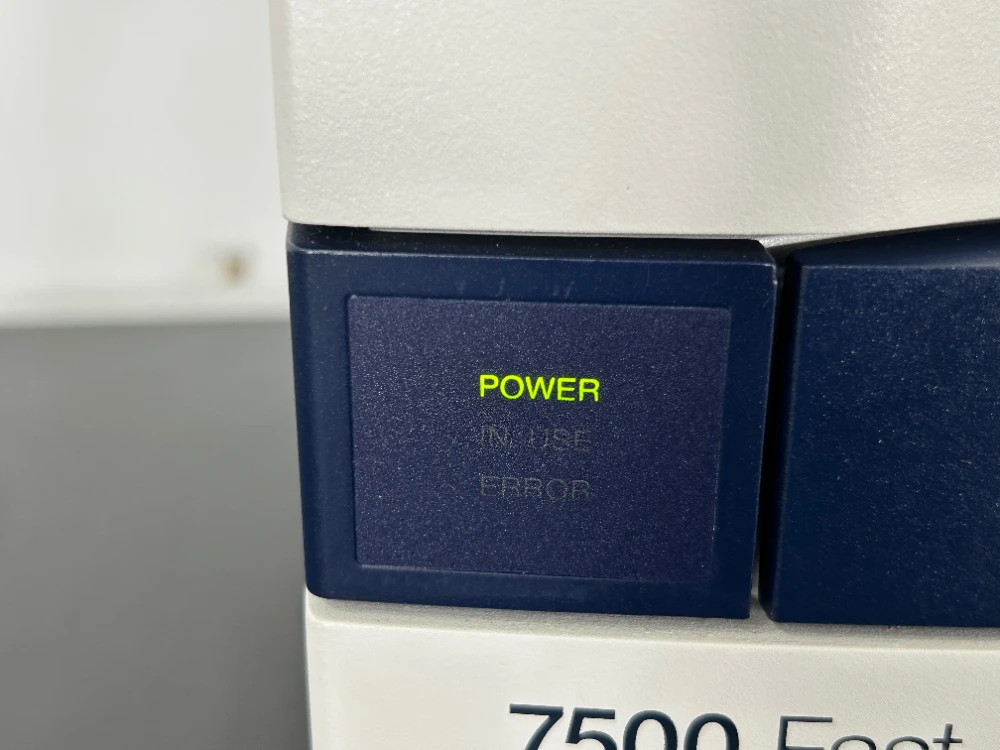 POWER
IN USE
ERROR
7500 Fast